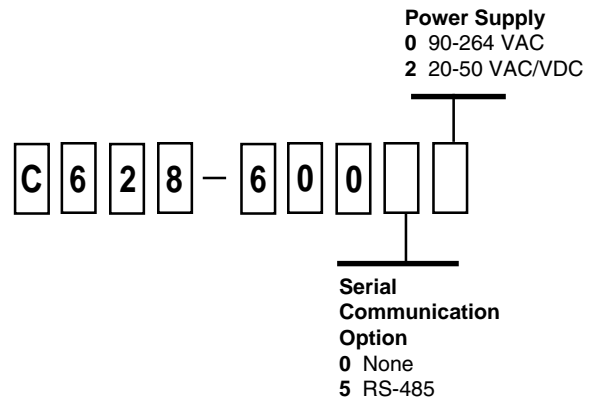 Power Supply
0 90-264 VAC
2 20-50 VAC/VDC
C 6 2 8 – 6 0 0
Serial
Communication
Option
0 None
5 RS-485